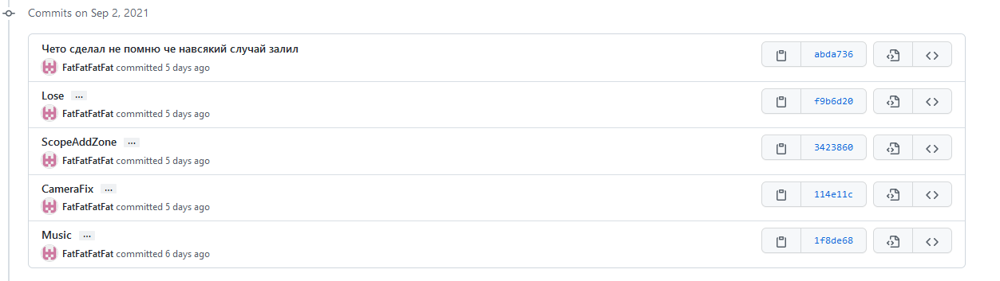 Commits on Sep 2, 2021
Чето сделал не помню че навсякий случай залил
FatFatFatFat committed 5 days ago
abda736
Lose ...
FatFatFatFat committed 5 days ago
f9b6d20
ScopeAddZone ...
FatFatFatFat committed 5 days ago
3423860
CameraFix ...
FatFatFatFat committed 5 days ago
114e11c
Music ...
FatFatFatFat committed 6 days ago
1f8de68